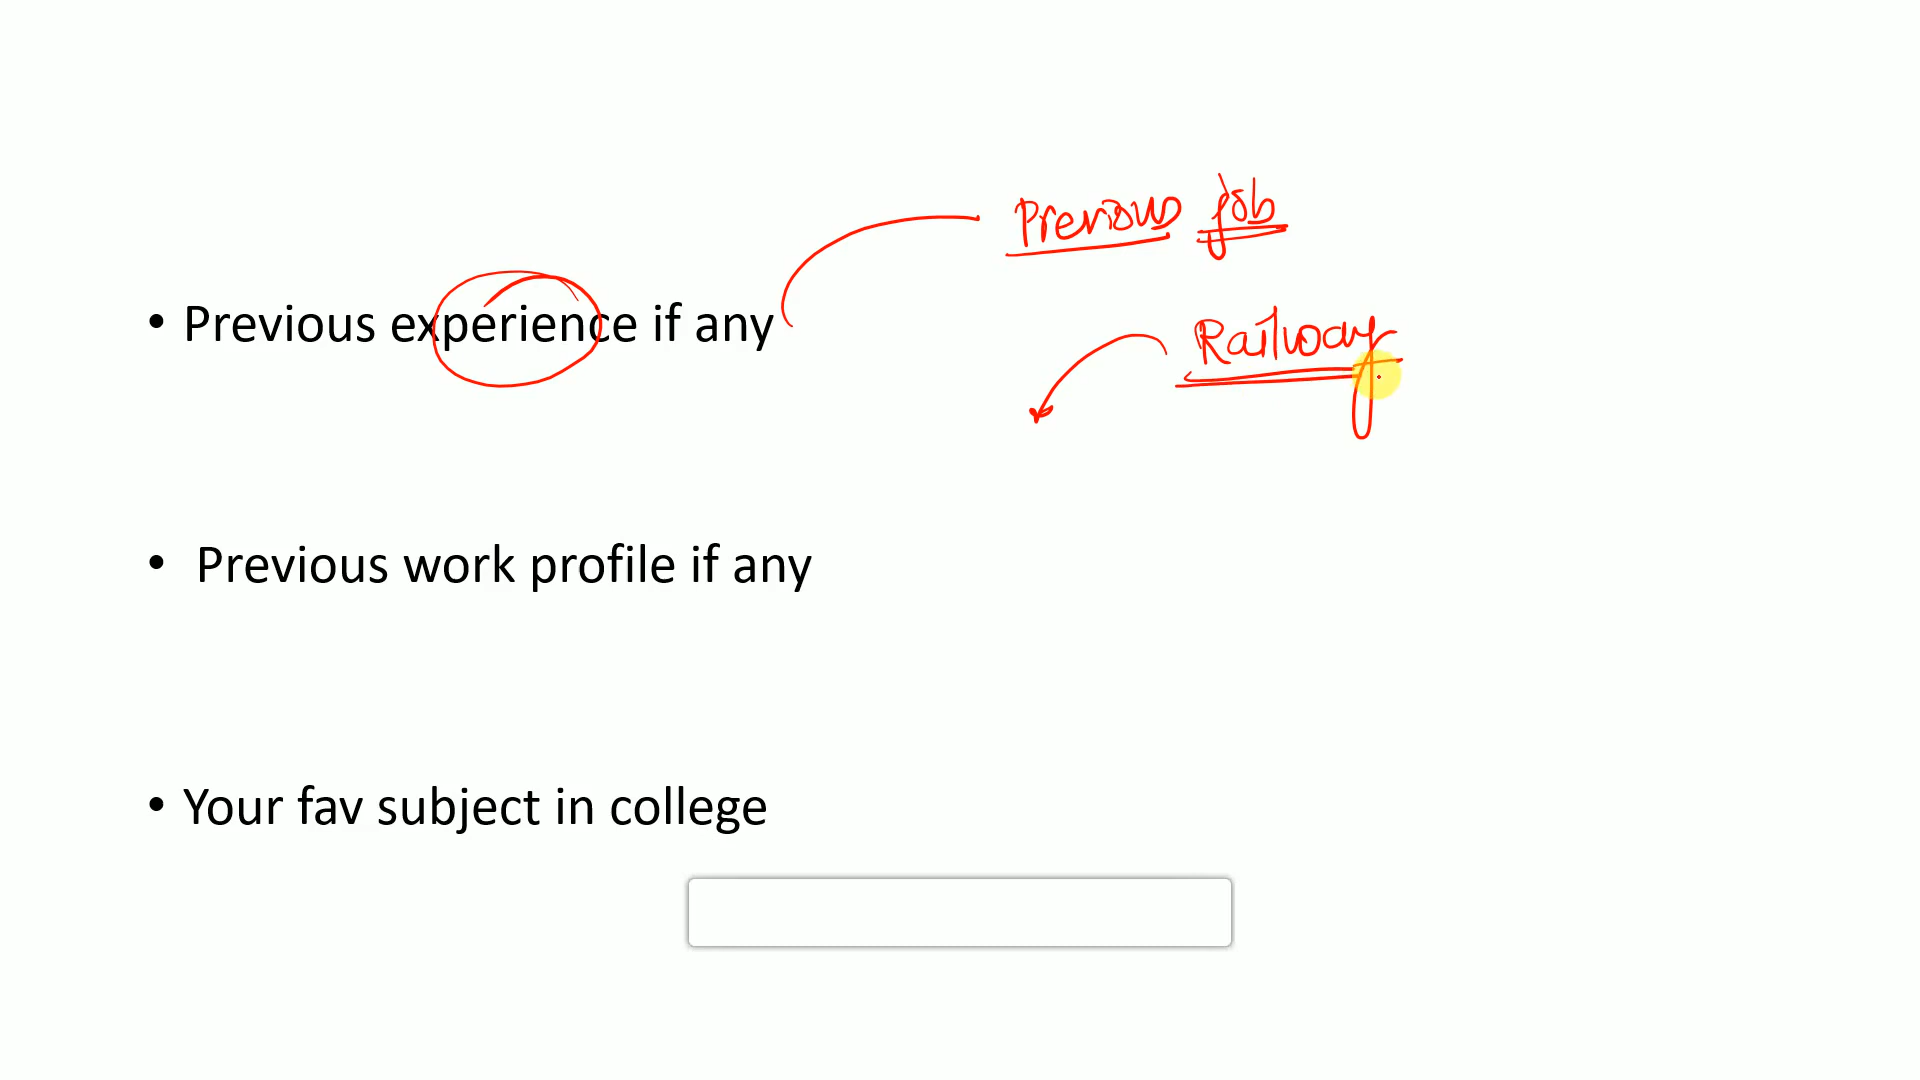 Previous job
• Previous experience if any
Railway
• Previous work profile if any
• Your fav subject in college